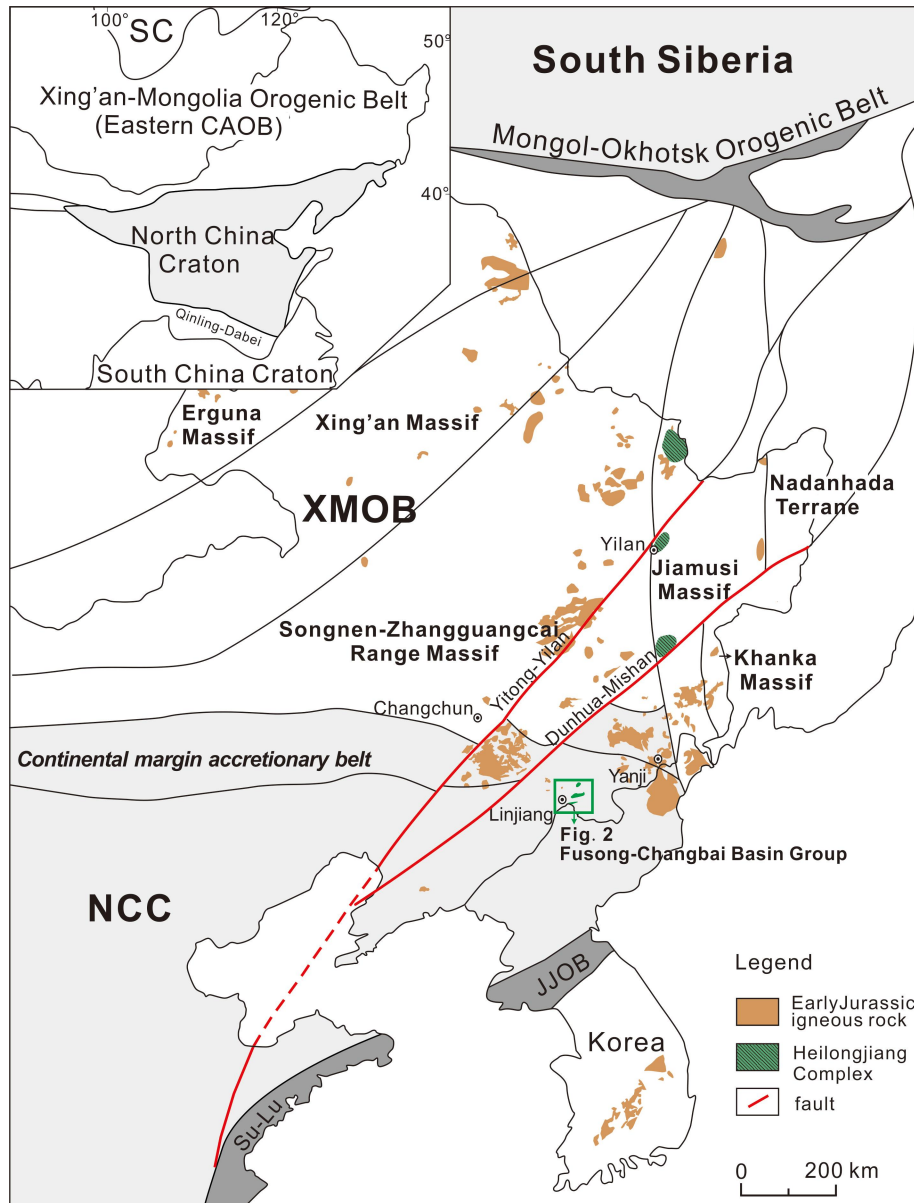 100°
120°
SC
50°
Xing'an-Mongolia Orogenic Belt
(Eastern CAOB)
40°
North China
Craton
Qinling-Dabei
South China Craton
South Siberia
Mongol-Okhotsk Orogenic Belt
Erguna
Massif
Xing'an Massif
XMOB
Nadanhada
Terrane
Yilan
Jiamusi
Massif
Songnen-Zhangguangcai
Range Massif
Yitong-Yilan
Dunhua-Mishan
Khanka
Massif
Changchun
Continental margin accretionary belt
Yanji
Linjiang
Fig. 2
Fusong-Changbai Basin Group
NCC
JJOB
Korea
Su-Lu
Legend
EarlyJurassic
igneous rock
Heilongjiang
Complex
fault
0 200 km